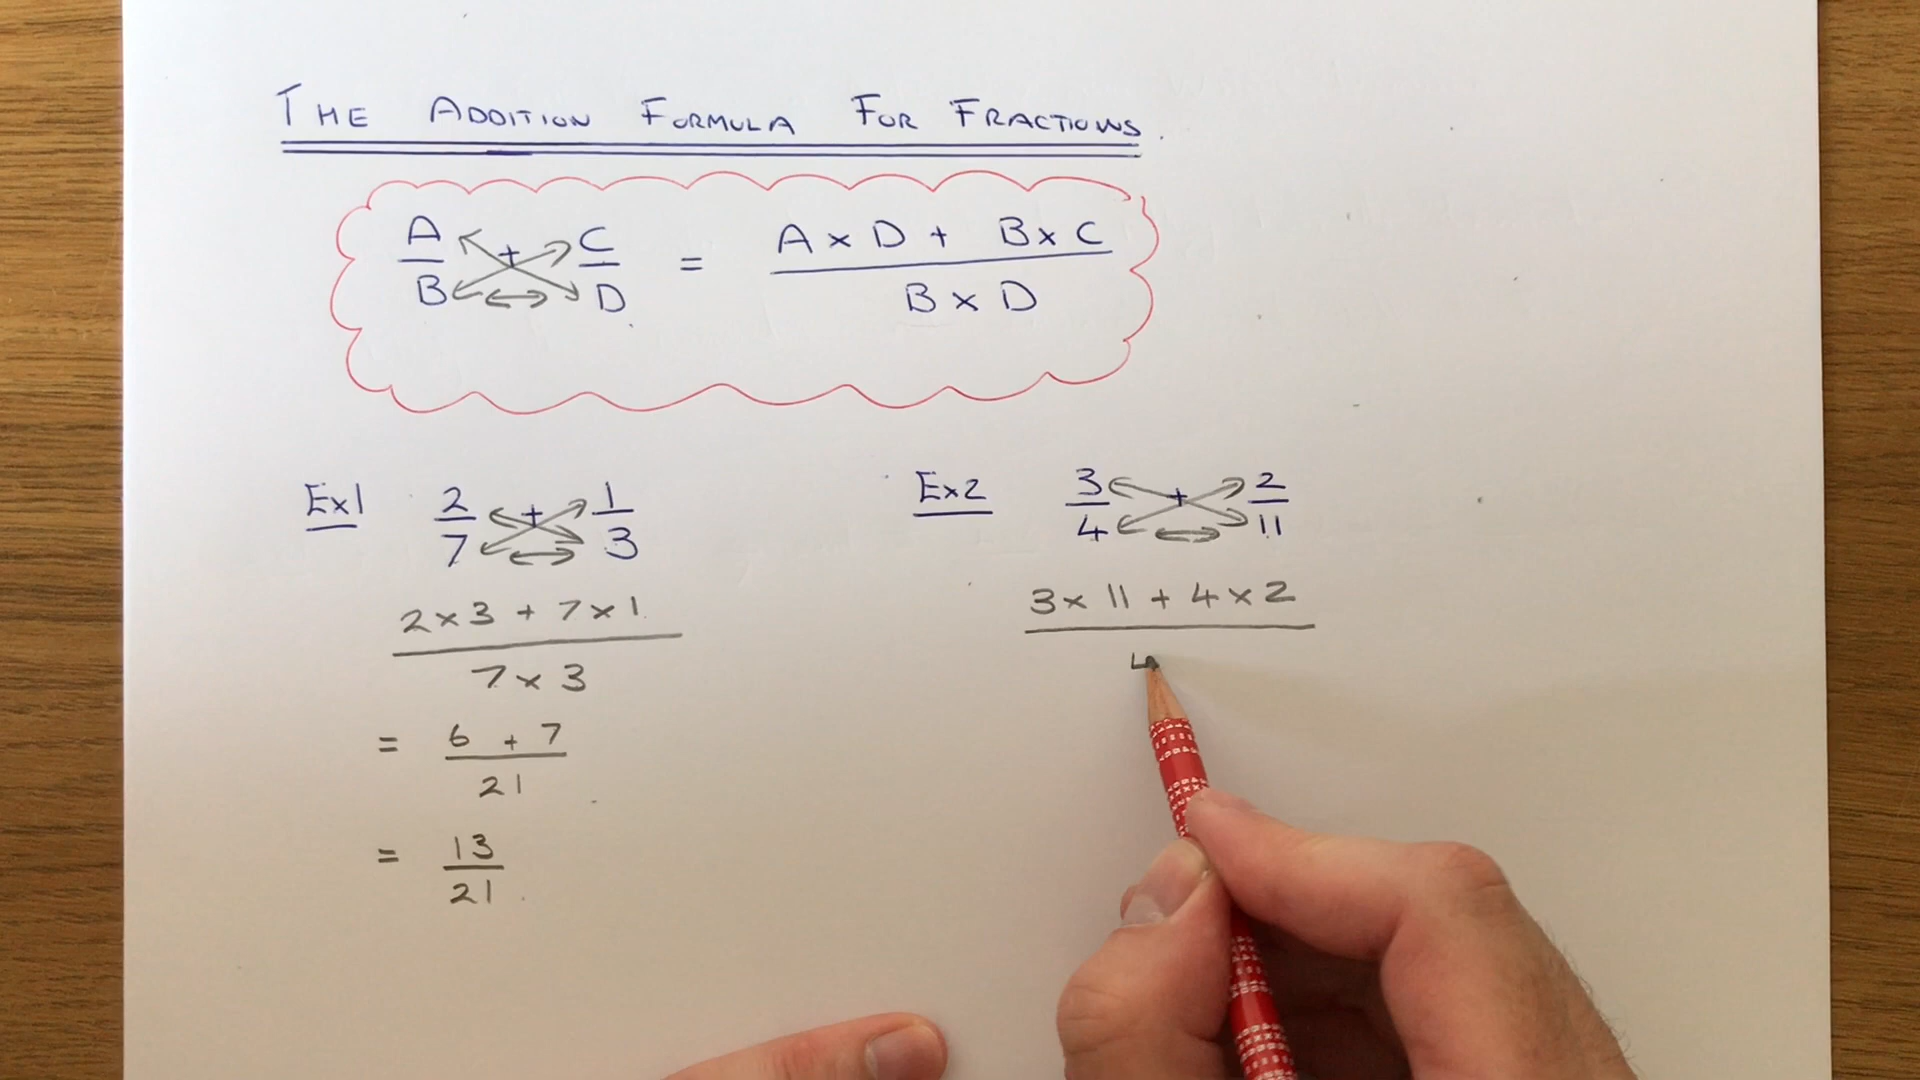 THE ADDITION FORMULA FOR FRACTIONS.
A/B + C/D = A × D + B × C / B × D
Ex1 2/7 + 1/3
2 × 3 + 7 × 1 / 7 × 3
= 6 + 7 / 21
= 13/21
Ex2 3/4 + 2/11
3 × 11 + 4 × 2 / 4